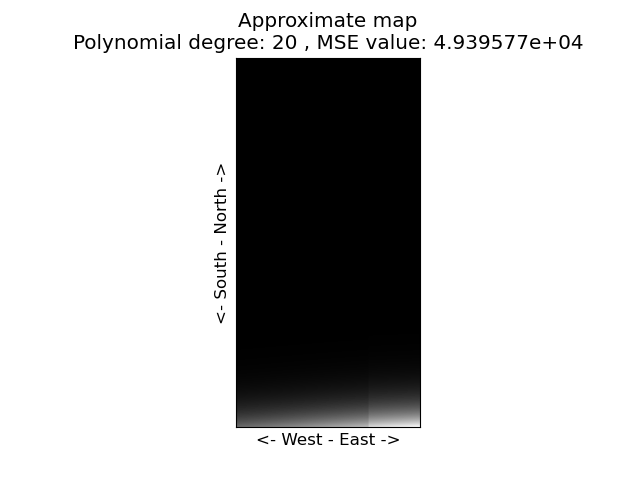 Approximate map
Polynomial degree: 20 , MSE value: 4.939577e+04
<- South - North ->
<- West - East ->